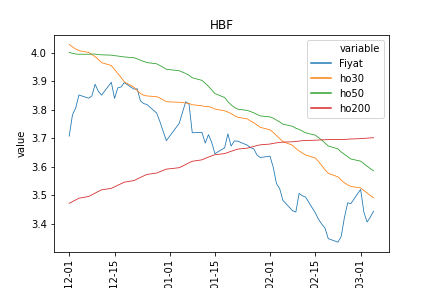 HBF
value
4.0
3.9
3.8
3.7
3.6
3.5
3.4
variable
Fiyat
ho30
ho50
ho200
12-01
12-15
01-01
01-15
02-01
02-15
03-01